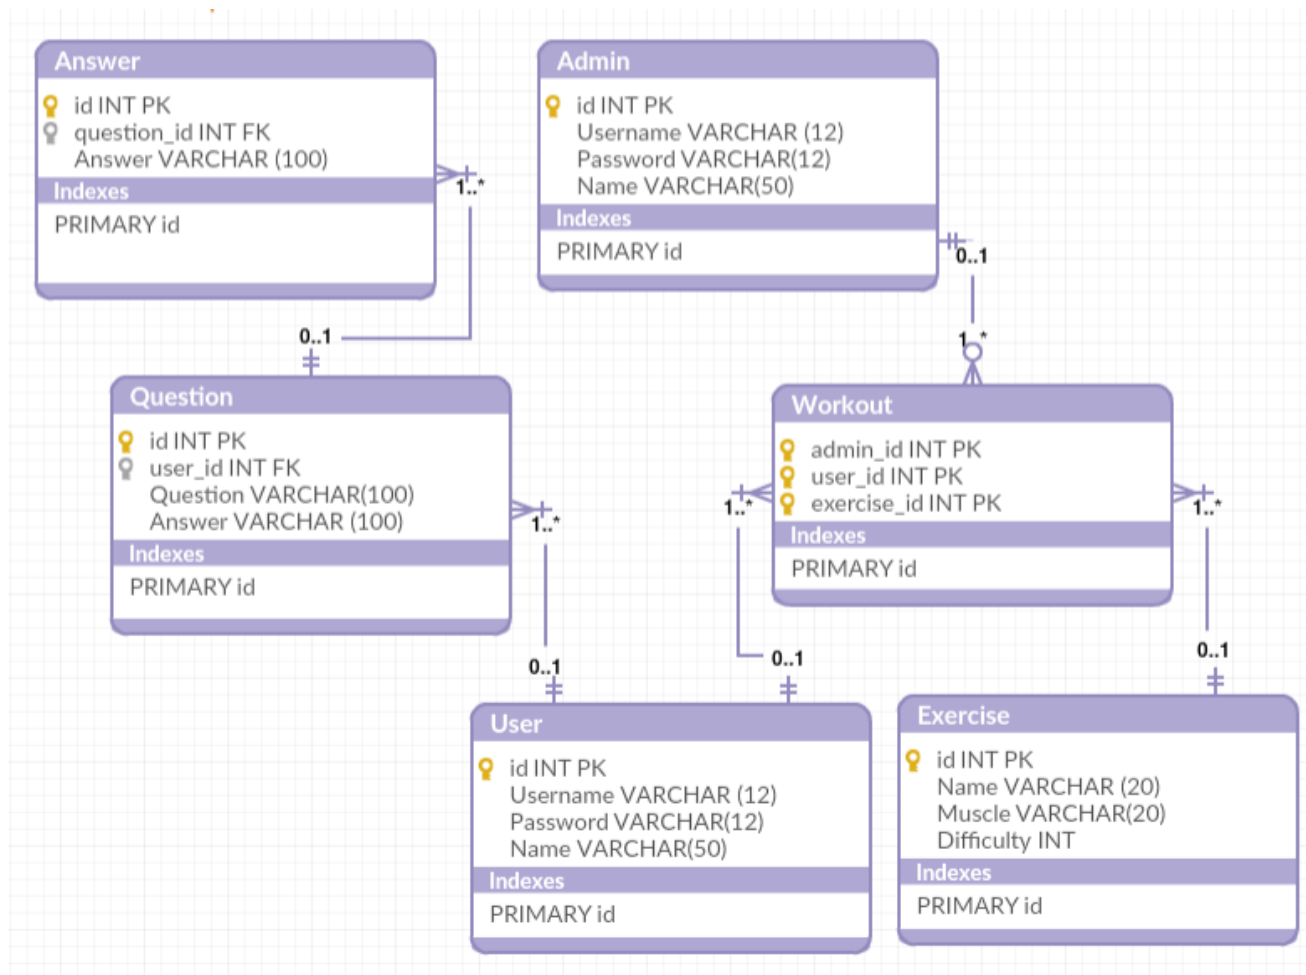 Answer
id INT PK
question_id INT FK
Answer VARCHAR (100)
Indexes
PRIMARY id
1..*
Admin
id INT PK
Username VARCHAR (12)
Password VARCHAR(12)
Name VARCHAR(50)
Indexes
PRIMARY id
0..1
0..1
1..*
Question
id INT PK
user_id INT FK
Question VARCHAR(100)
Answer VARCHAR (100)
Indexes
PRIMARY id
1..*
Workout
admin_id INT PK
user_id INT PK
exercise_id INT PK
Indexes
PRIMARY id
1..*
1..*
0..1
0..1
0..1
User
id INT PK
Username VARCHAR (12)
Password VARCHAR(12)
Name VARCHAR(50)
Indexes
PRIMARY id
Exercise
id INT PK
Name VARCHAR (20)
Muscle VARCHAR(20)
Difficulty INT
Indexes
PRIMARY id